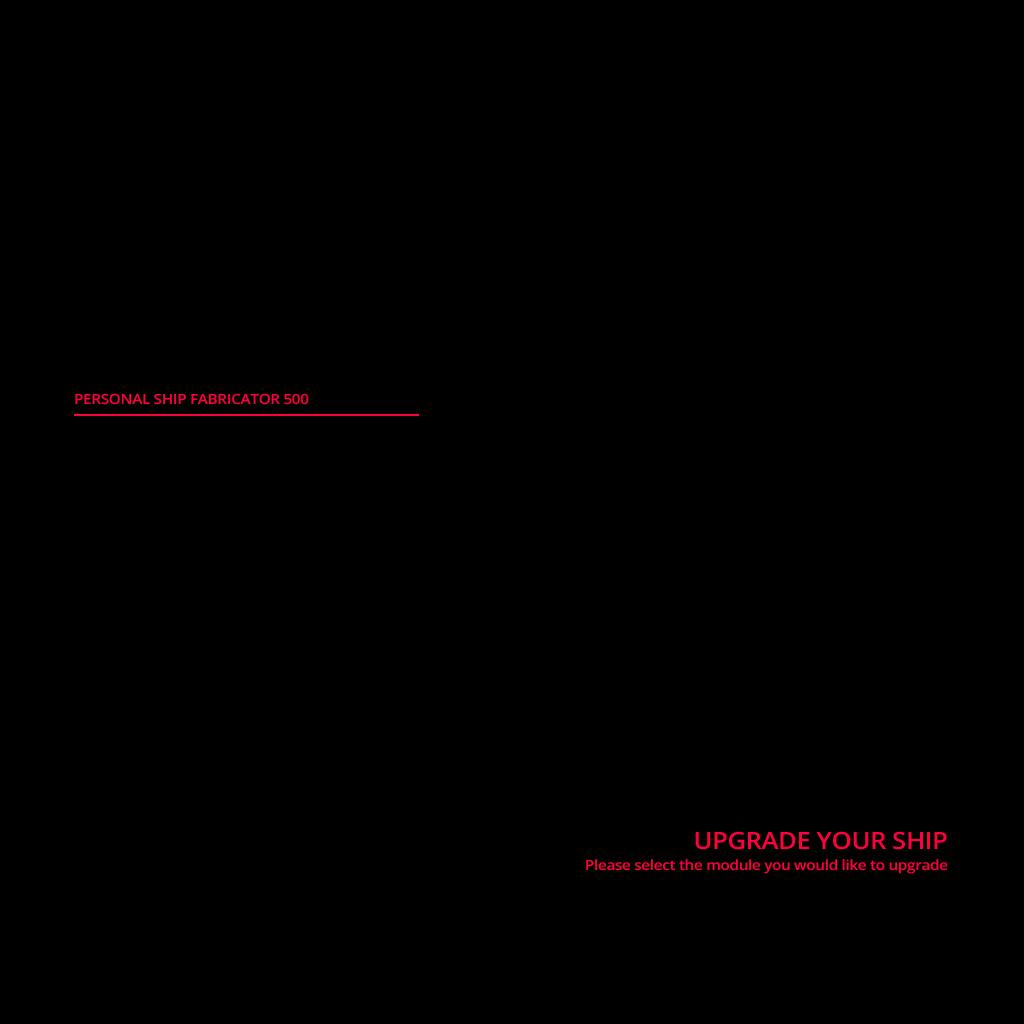 PERSONAL SHIP FABRICATOR 500
UPGRADE YOUR SHIP
Please select the module you would like to upgrade